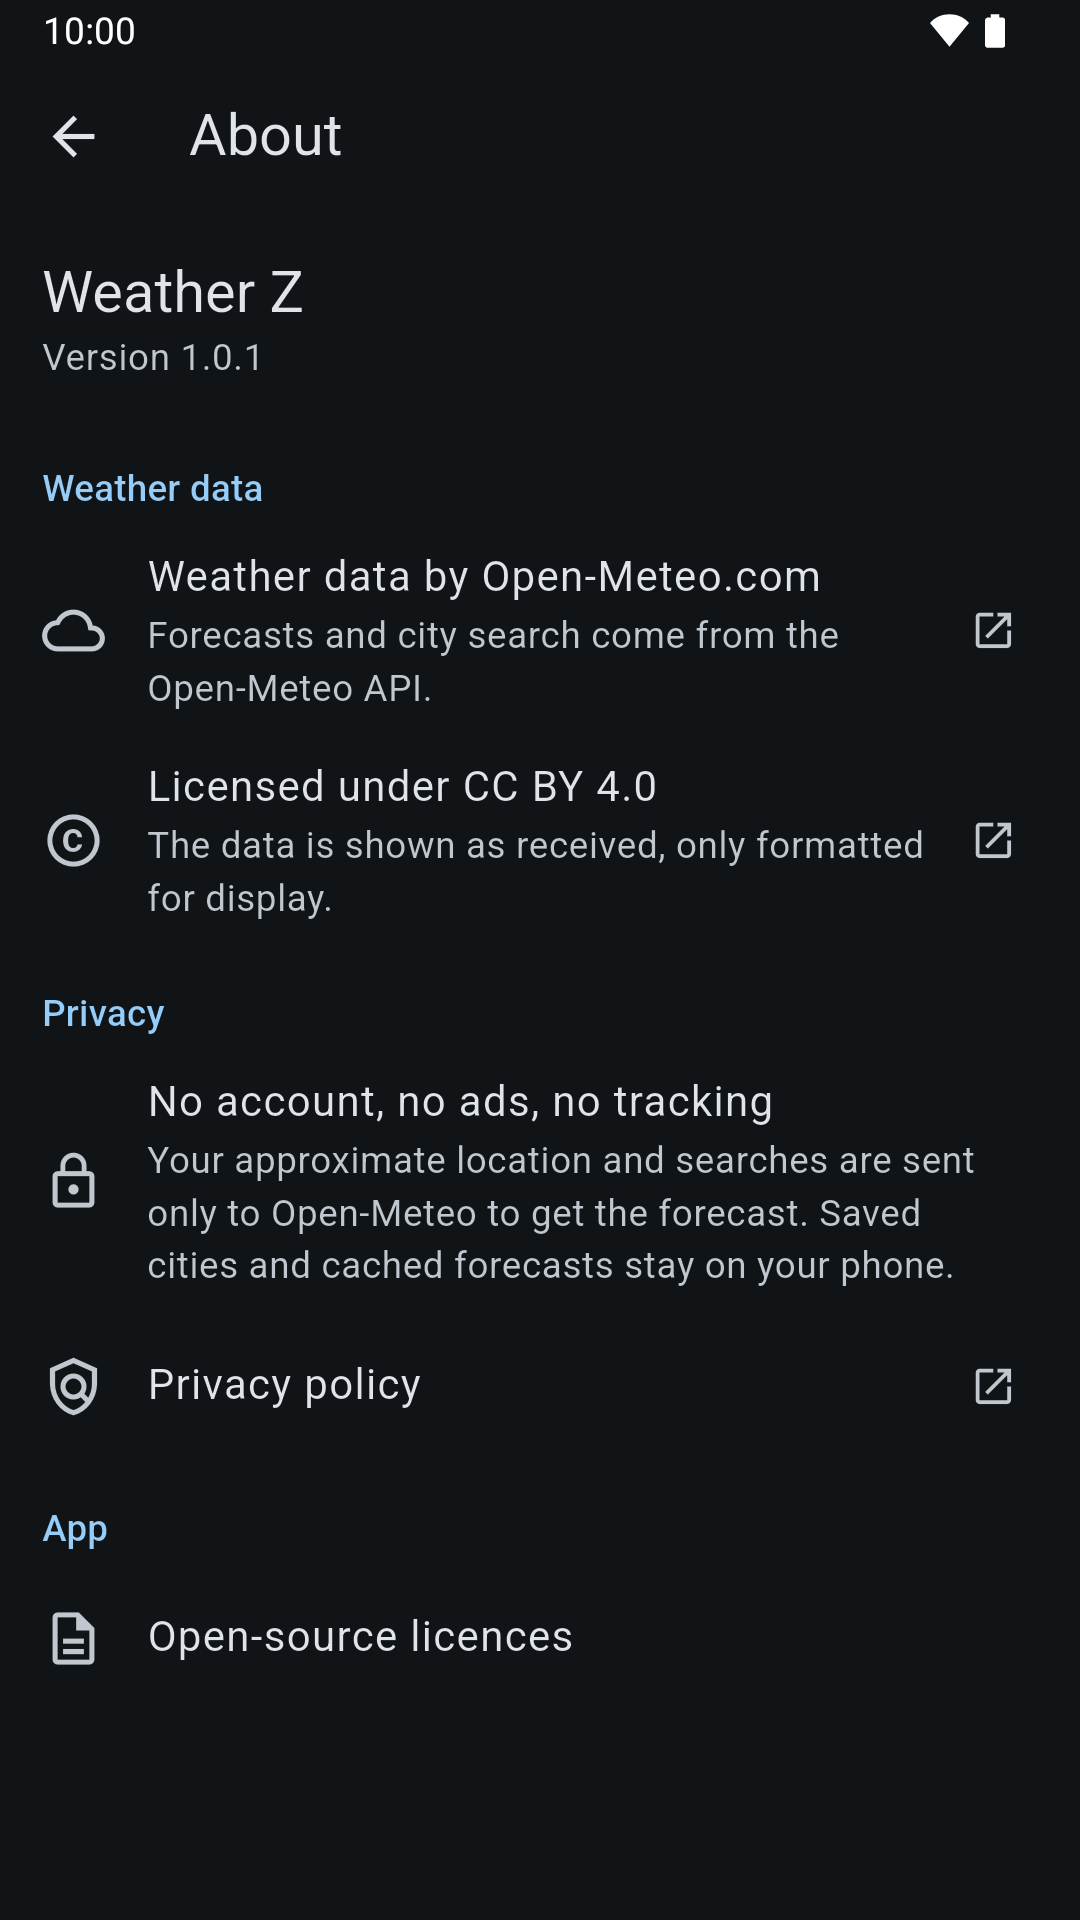 10:00
About
Weather Z
Version 1.0.1
Weather data
Weather data by Open-Meteo.com
Forecasts and city search come from the
Open-Meteo API.
Licensed under CC BY 4.0
The data is shown as received, only formatted
for display.
Privacy
No account, no ads, no tracking
Your approximate location and searches are sent
only to Open-Meteo to get the forecast. Saved
cities and cached forecasts stay on your phone.
Privacy policy
App
Open-source licences